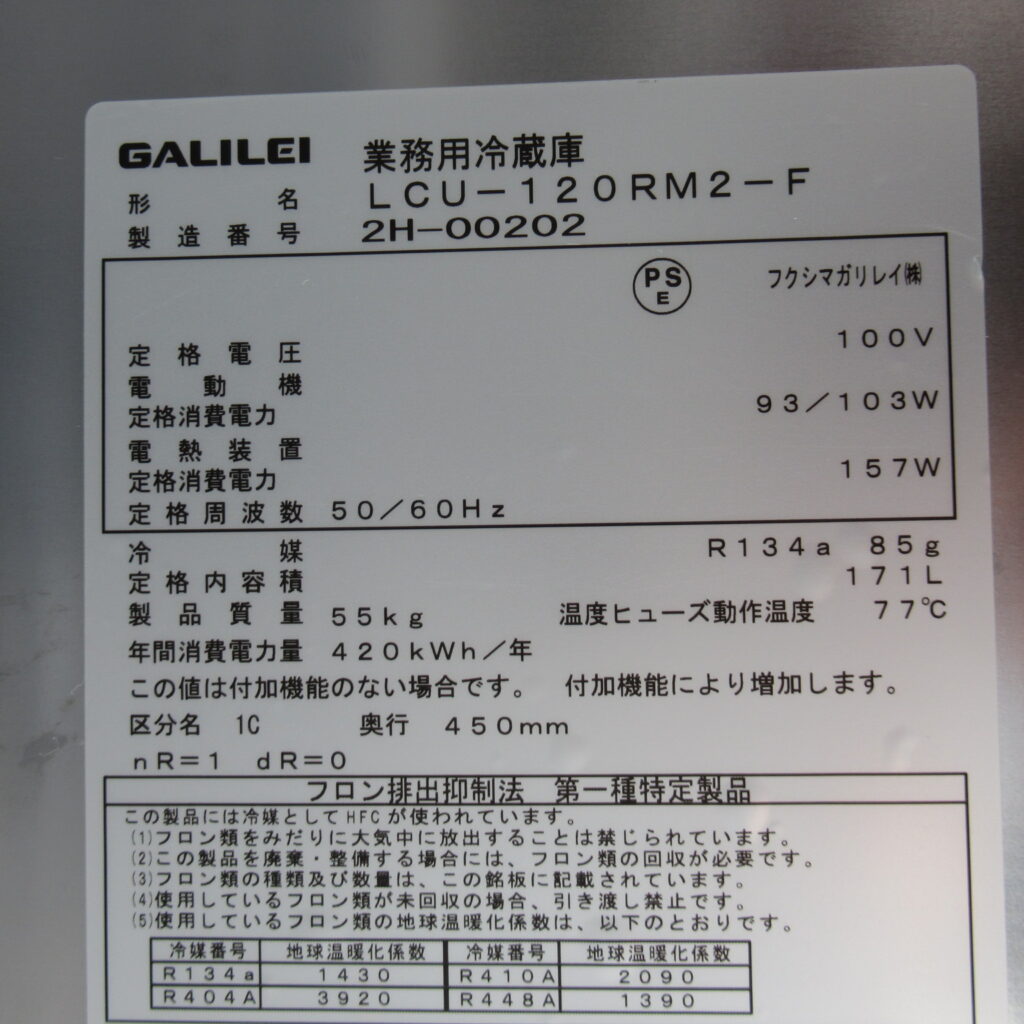 GALILEI 業務用冷蔵庫
形名 LCU－120RM2－F
製造番号 2H－00202
PS E フクシマガリレイ㈱
定格電圧 100V
電動機
定格消費電力 93／103W
電熱装置
定格消費電力 157W
定格周波数 50／60Hz
冷媒 R134a 85g
定格内容積 171L
製品質量 55kg 温度ヒューズ動作温度 77℃
年間消費電力量 420kWh／年
この値は付加機能のない場合です。 付加機能により増加します。
区分名 1C 奥行 450mm
nR＝1 dR＝0
フロン排出抑制法 第一種特定製品
この製品には冷媒としてHFCが使われています。
(1)フロン類をみだりに大気中に放出することは禁じられています。
(2)この製品を廃棄・整備する場合には、フロン類の回収が必要です。
(3)フロン類の種類及び数量は、この銘板に記載されています。
(4)使用しているフロン類が未回収の場合、引き渡し禁止です。
(5)使用しているフロン類の地球温暖化係数は、以下のとおりです。
冷媒番号 地球温暖化係数 冷媒番号 地球温暖化係数
R134a 1430 R410A 2090
R404A 3920 R448A 1390